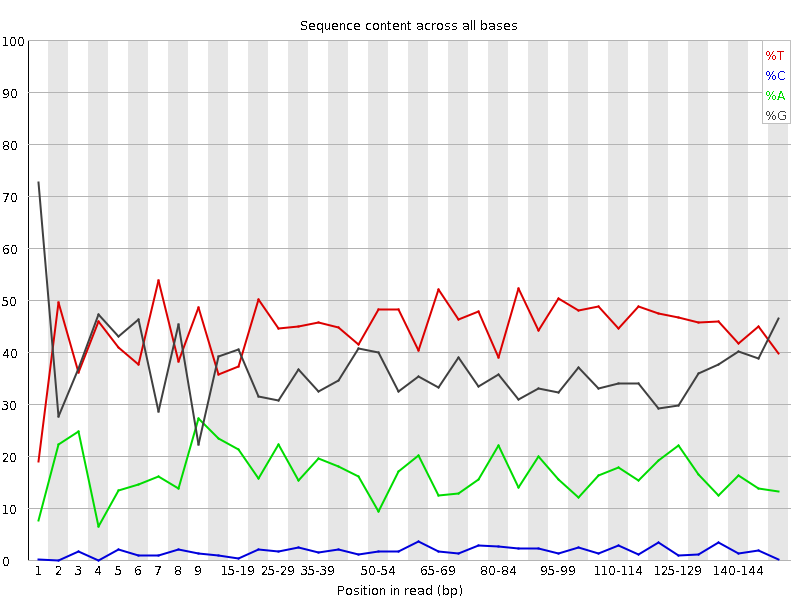 Sequence content across all bases
100
90
80
70
60
50
40
30
20
10
0
%T
%C
%A
%G
1 2 3 4 5 6 7 8 9 15-19 25-29 35-39 50-54 65-69 80-84 95-99 110-114 125-129 140-144
Position in read (bp)